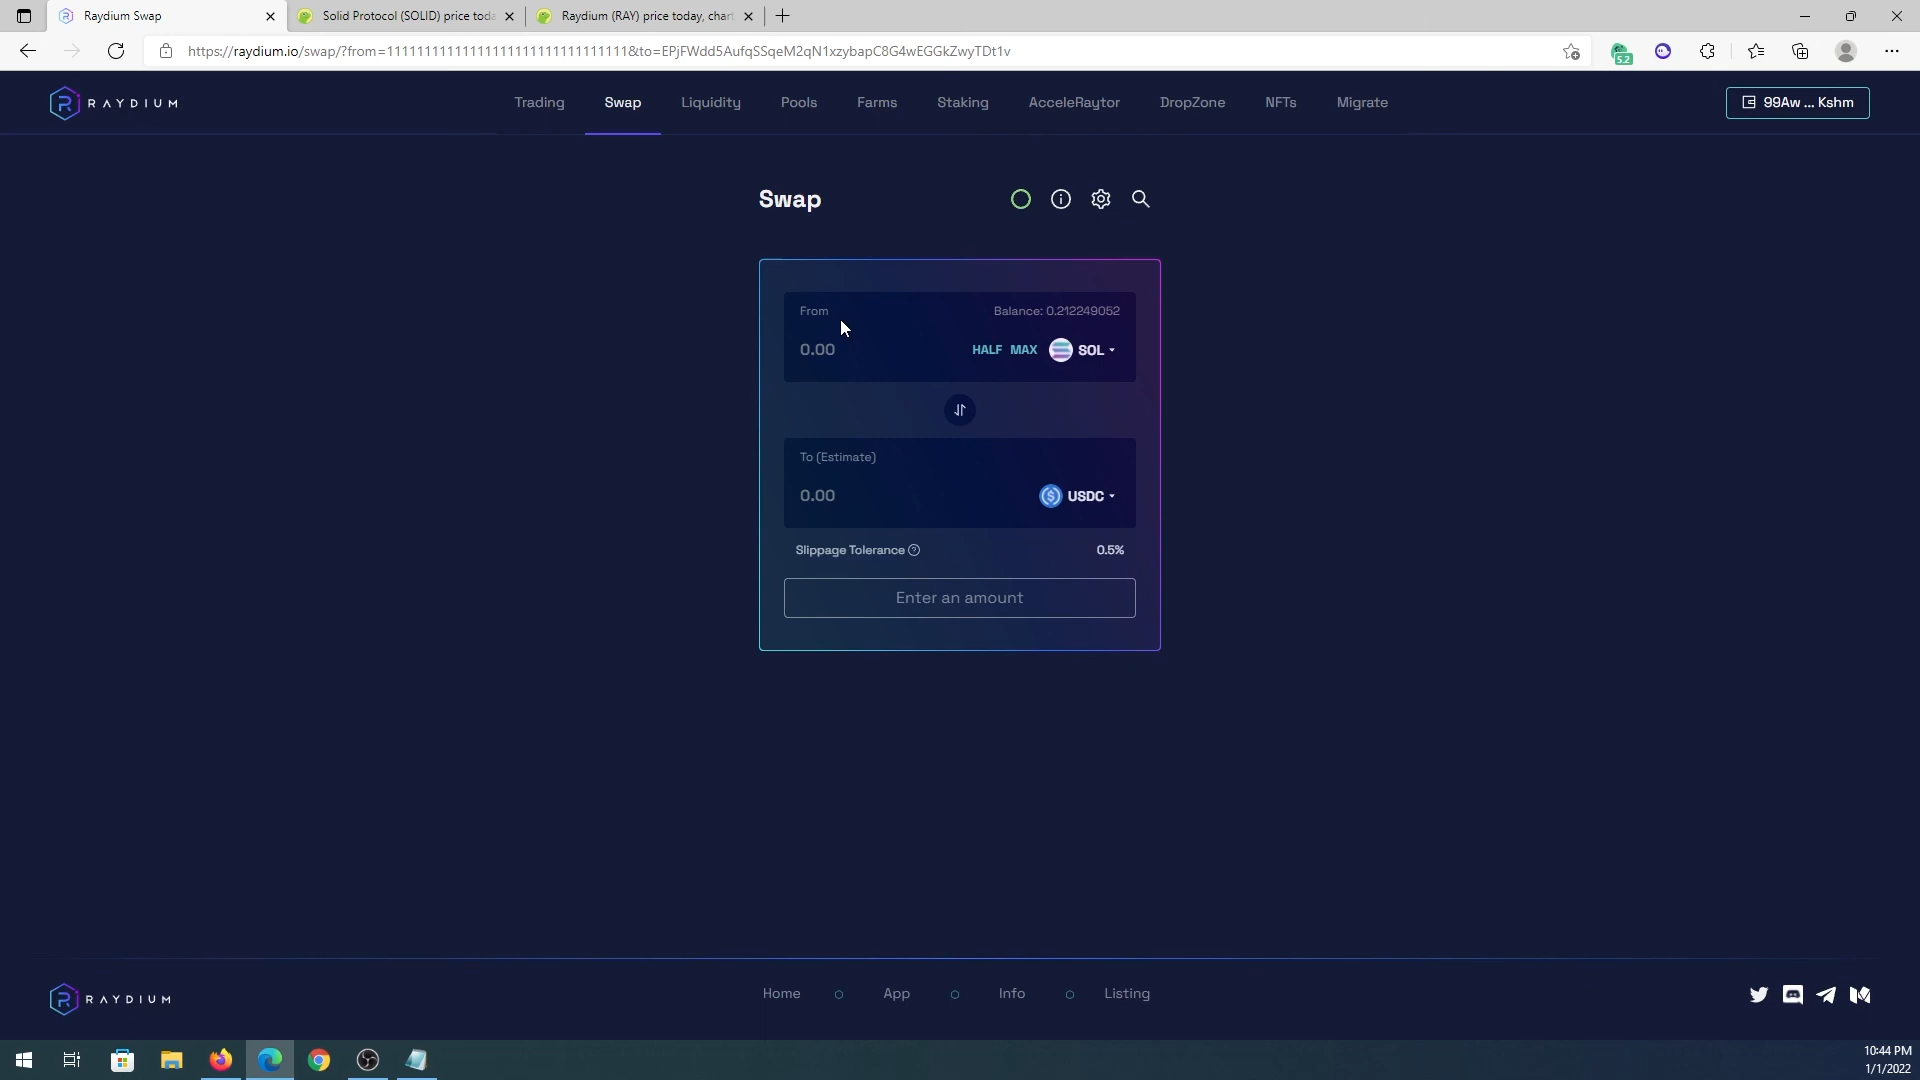 Raydium Swap
Solid Protocol (SOLID) price toda
Raydium (RAY) price today, chart
https://raydium.io/swap/?from=11111111111111111111111111111111&to=EPjFWdd5AufqSSqeM2qN1xzybapC8G4wEGGkZwyTDt1v
5.2
RAYDIUM
Trading
Swap
Liquidity
Pools
Farms
Staking
AcceleRaytor
DropZone
NFTs
Migrate
99Aw ... Kshm
Swap
From
Balance: 0.212249052
0.00
HALF MAX SOL
To (Estimate)
0.00
USDC
Slippage Tolerance
0.5%
Enter an amount
RAYDIUM
Home
App
Info
Listing
10:44 PM
1/1/2022